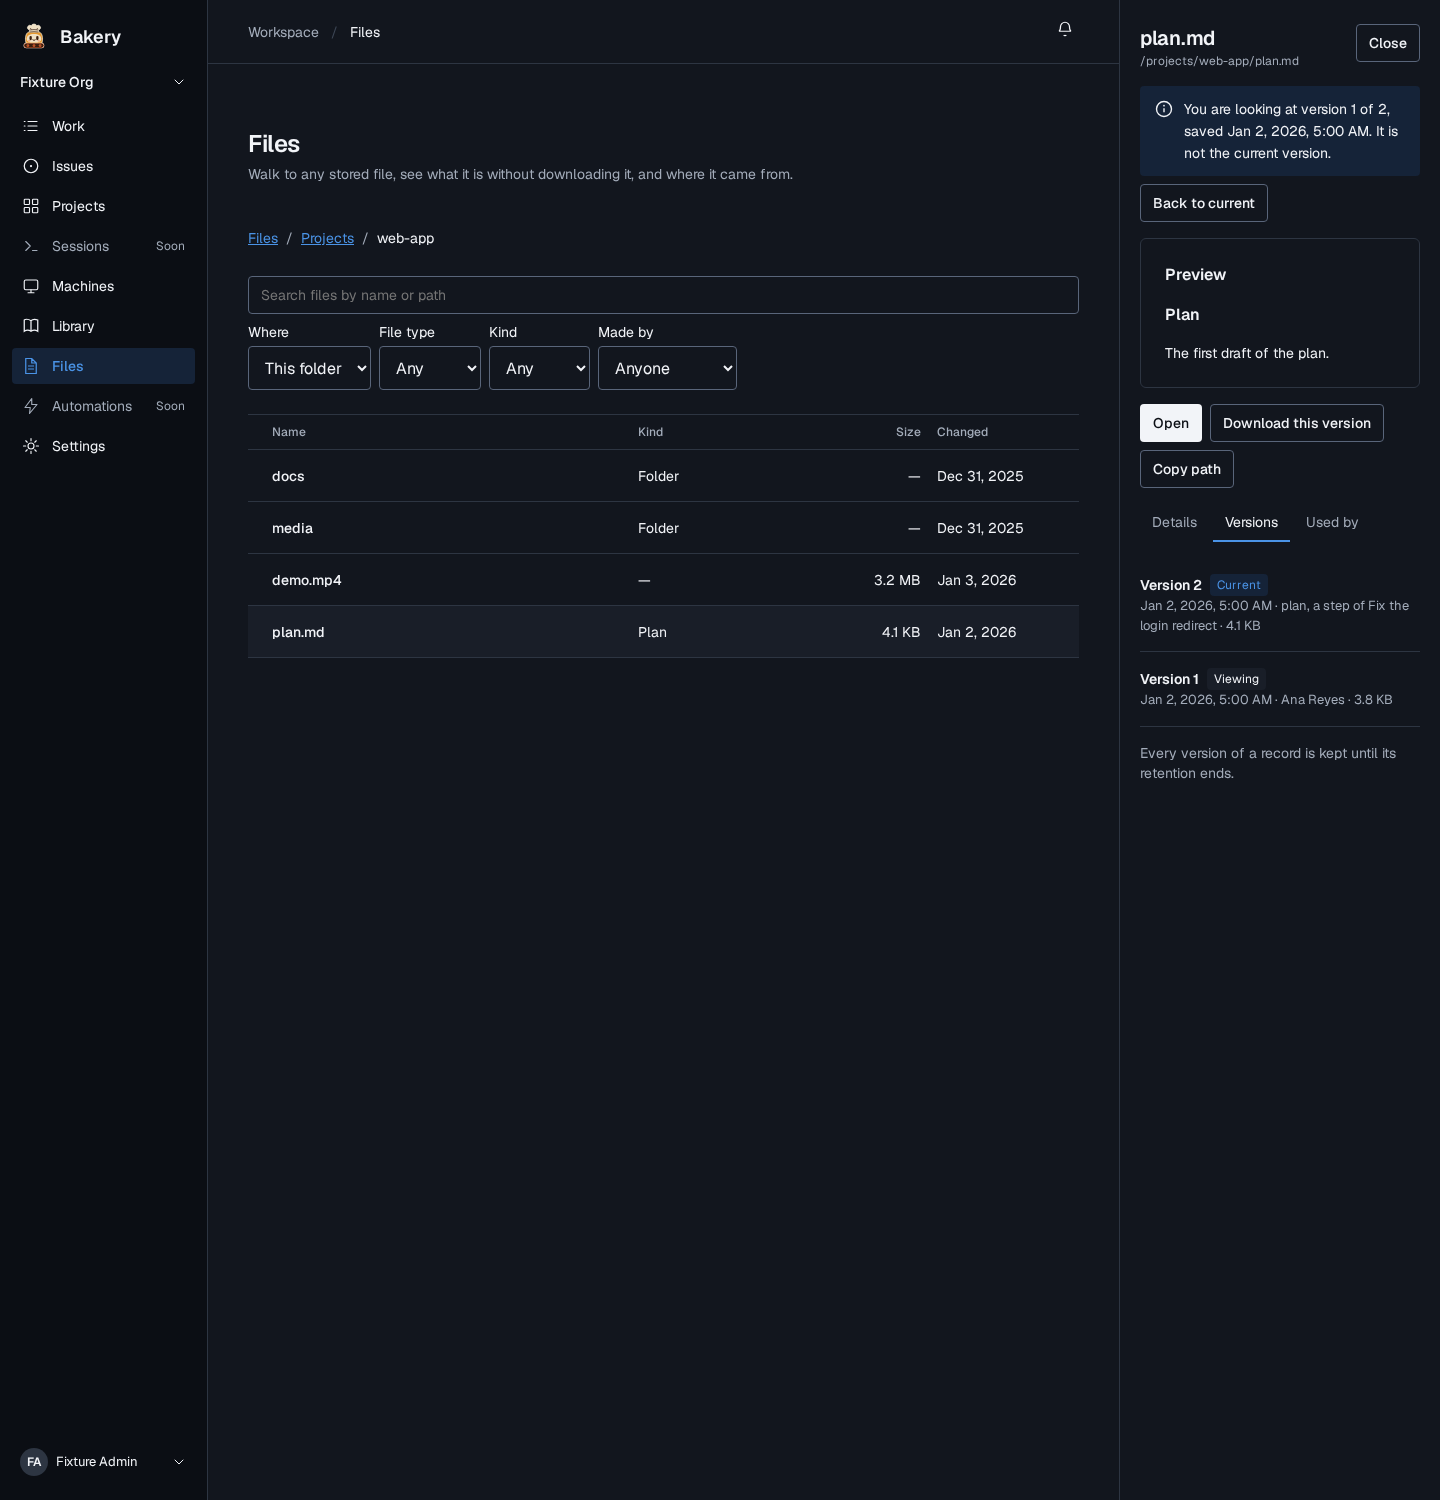 Bakery
Fixture Org
Work
Issues
Projects
Sessions Soon
Machines
Library
Files
Automations Soon
Settings
FA Fixture Admin
Workspace / Files
Files
Walk to any stored file, see what it is without downloading it, and where it came from.
Files / Projects / web-app
Search files by name or path
Where File type Kind Made by
This folder Any Any Anyone
Name Kind Size Changed
docs Folder — Dec 31, 2025
media Folder — Dec 31, 2025
demo.mp4 — 3.2 MB Jan 3, 2026
plan.md Plan 4.1 KB Jan 2, 2026
plan.md Close
/projects/web-app/plan.md
You are looking at version 1 of 2,
saved Jan 2, 2026, 5:00 AM. It is
not the current version.
Back to current
Preview
Plan
The first draft of the plan.
Open Download this version
Copy path
Details Versions Used by
Version 2 Current
Jan 2, 2026, 5:00 AM · plan, a step of Fix the
login redirect · 4.1 KB
Version 1 Viewing
Jan 2, 2026, 5:00 AM · Ana Reyes · 3.8 KB
Every version of a record is kept until its
retention ends.